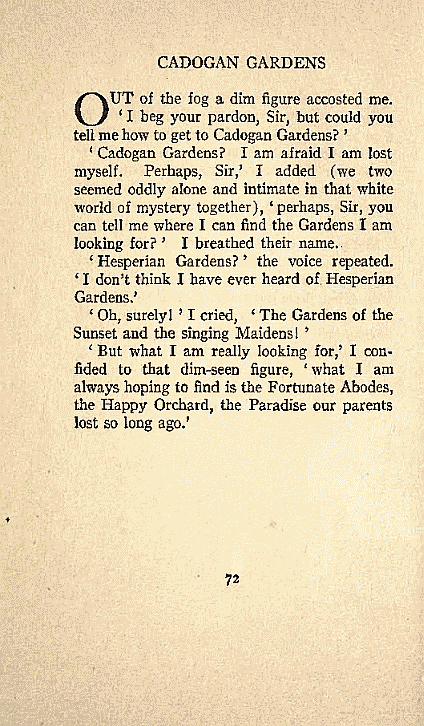 CADOGAN GARDENS
OUT of the fog a dim figure accosted me.
‘I beg your pardon, Sir, but could you
tell me how to get to Cadogan Gardens?’
‘Cadogan Gardens? I am afraid I am lost
myself. Perhaps, Sir,’ I added (we two
seemed oddly alone and intimate in that white
world of mystery together), ‘perhaps, Sir, you
can tell me where I can find the Gardens I am
looking for?’ I breathed their name.
‘Hesperian Gardens?’ the voice repeated.
‘I don’t think I have ever heard of Hesperian
Gardens.’
‘Oh, surely!’ I cried, ‘The Gardens of the
Sunset and the singing Maidens!’
‘But what I am really looking for,’ I con-
fided to that dim-seen figure, ‘what I am
always hoping to find is the Fortunate Abodes,
the Happy Orchard, the Paradise our parents
lost so long ago.’
72